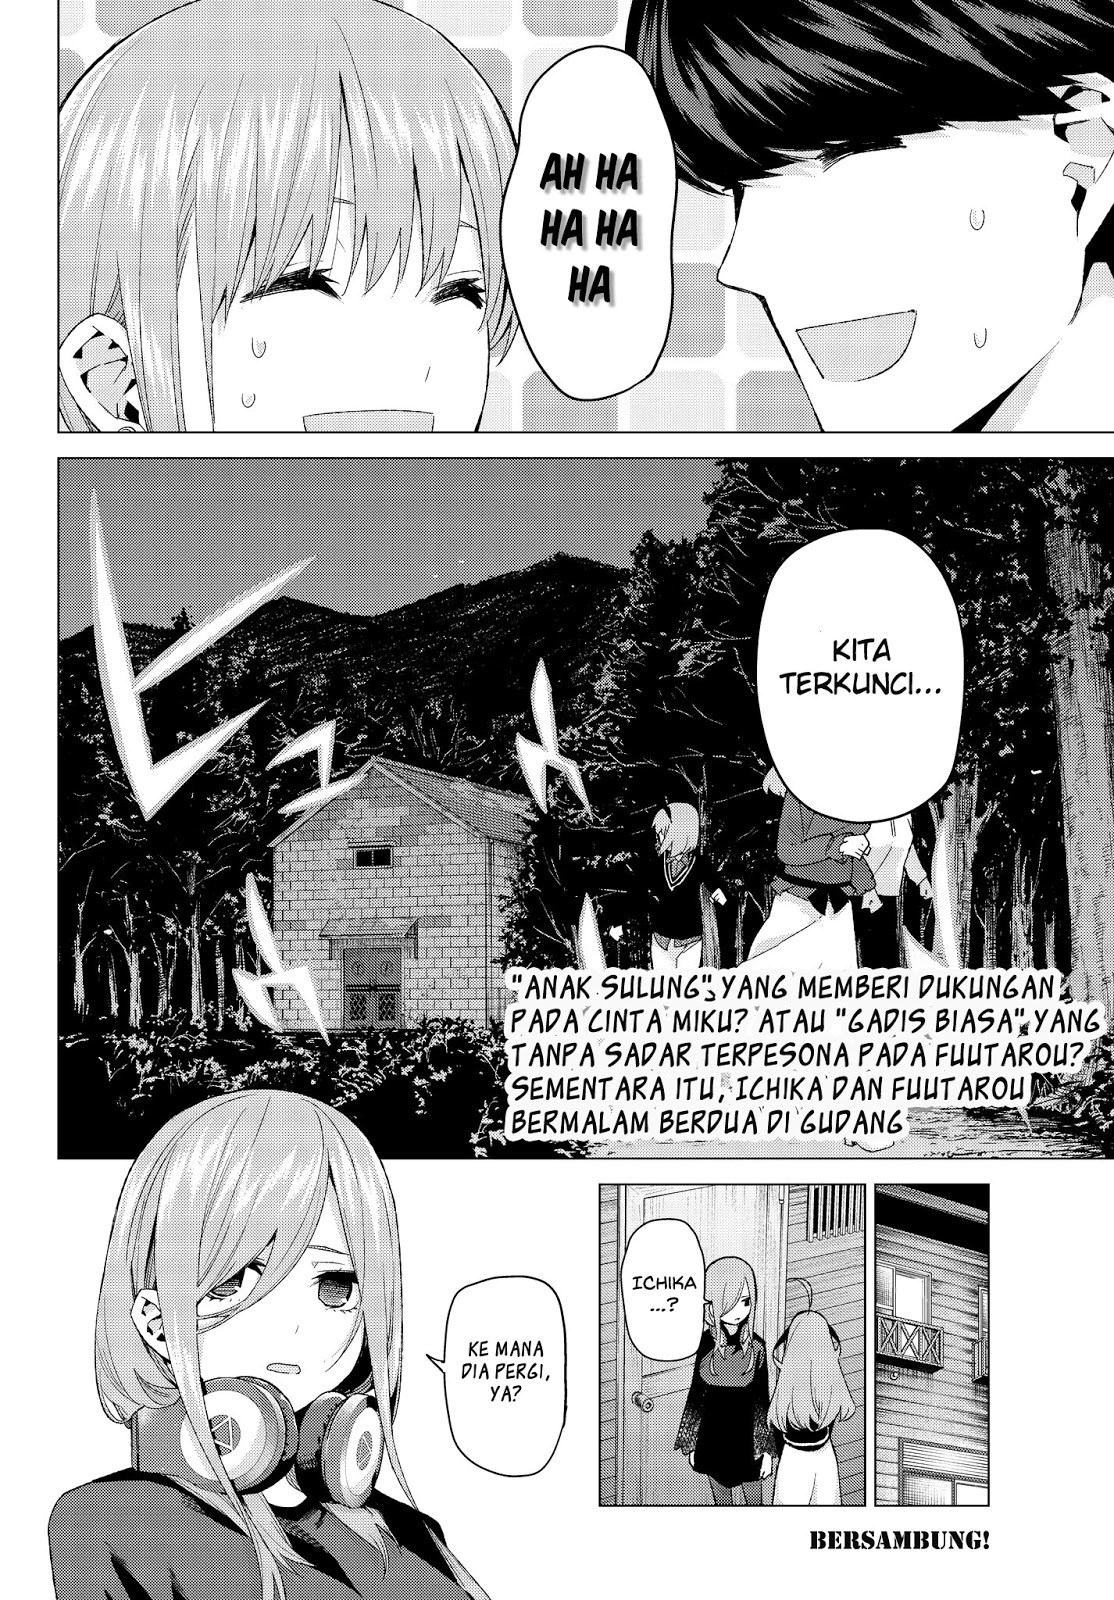 AH HA
HA HA
HA
KITA
TERKUNCI...
"ANAK SULUNG", YANG MEMBERI DUKUNGAN
PADA CINTA MIKU? ATAU "GADIS BIASA" YANG
TANPA SADAR TERPESONA PADA FUUTAROU?
SEMENTARA ITU, ICHIKA DAN FUUTAROU
BERMALAM BERDUA DI GUDANG
ICHIKA
...?
KE MANA
DIA PERGI,
YA?
BERSAMBUNG!